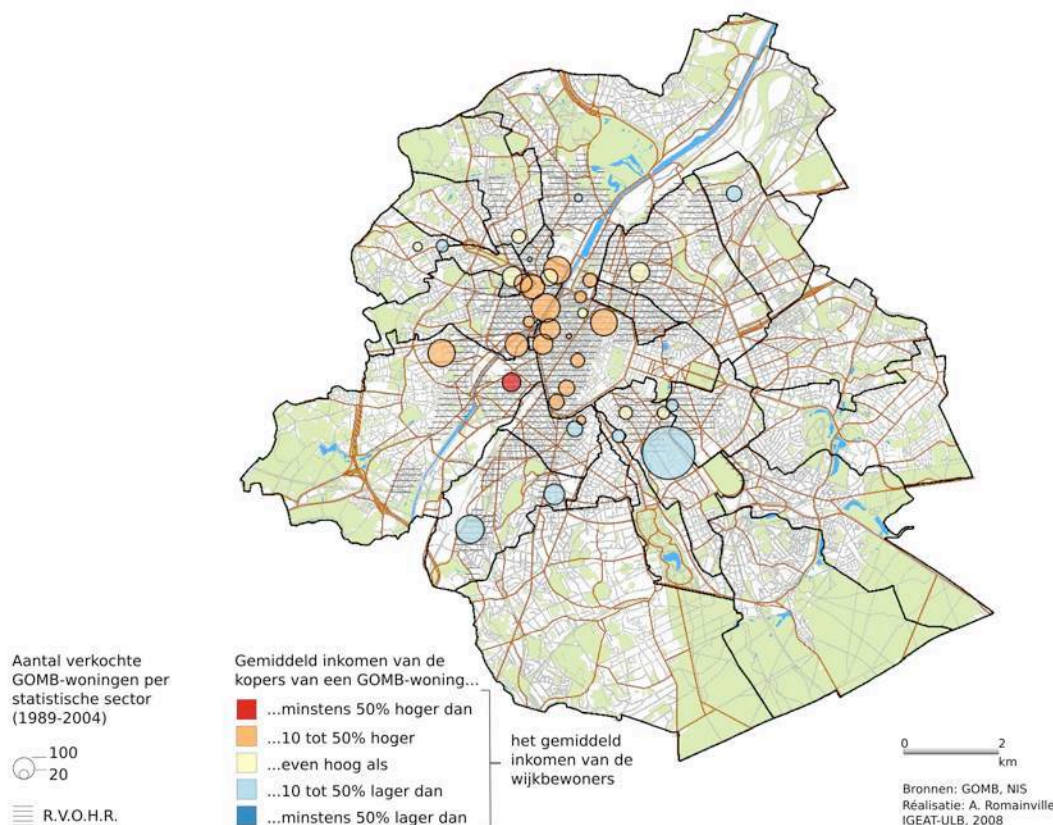 Aantal verkochte
GOMB-woningen per
statistische sector
(1989-2004)
100
20
R.V.O.H.R.
Gemiddeld inkomen van de
kopers van een GOMB-woning...
...minstens 50% hoger dan
...10 tot 50% hoger
...even hoog als
...10 tot 50% lager dan
...minstens 50% lager dan
het gemiddeld
inkomen van de
wijkbewoners
0 2
km
Bronnen: GOMB, NIS
Réalisatie: A. Romainville
IGEAT-ULB, 2008